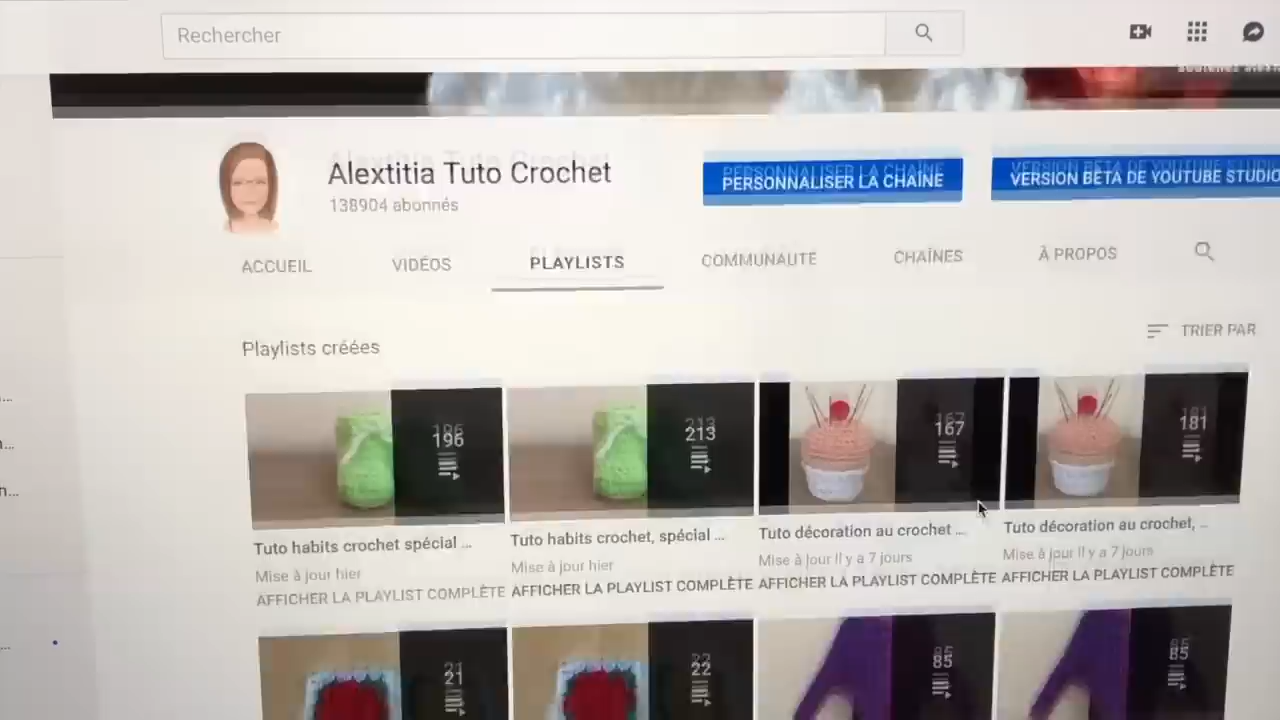 Rechercher
Alextitia Tuto Crochet
138904 abonnés
PERSONNALISER LA CHAÎNE
VERSION BÊTA DE YOUTUBE STUDIO
ACCUEIL
VIDÉOS
PLAYLISTS
COMMUNAUTÉ
CHAÎNES
À PROPOS
Playlists créées
TRIER PAR
196
213
167
181
Tuto habits crochet spécial ...
Tuto habits crochet, spécial ...
Tuto décoration au crochet ...
Tuto décoration au crochet, ...
Mise à jour hier
Mise à jour hier
Mise à jour il y a 7 jours
Mise à jour il y a 7 jours
AFFICHER LA PLAYLIST COMPLÈTE
AFFICHER LA PLAYLIST COMPLÈTE
AFFICHER LA PLAYLIST COMPLÈTE
AFFICHER LA PLAYLIST COMPLÈTE
21
22
85
85